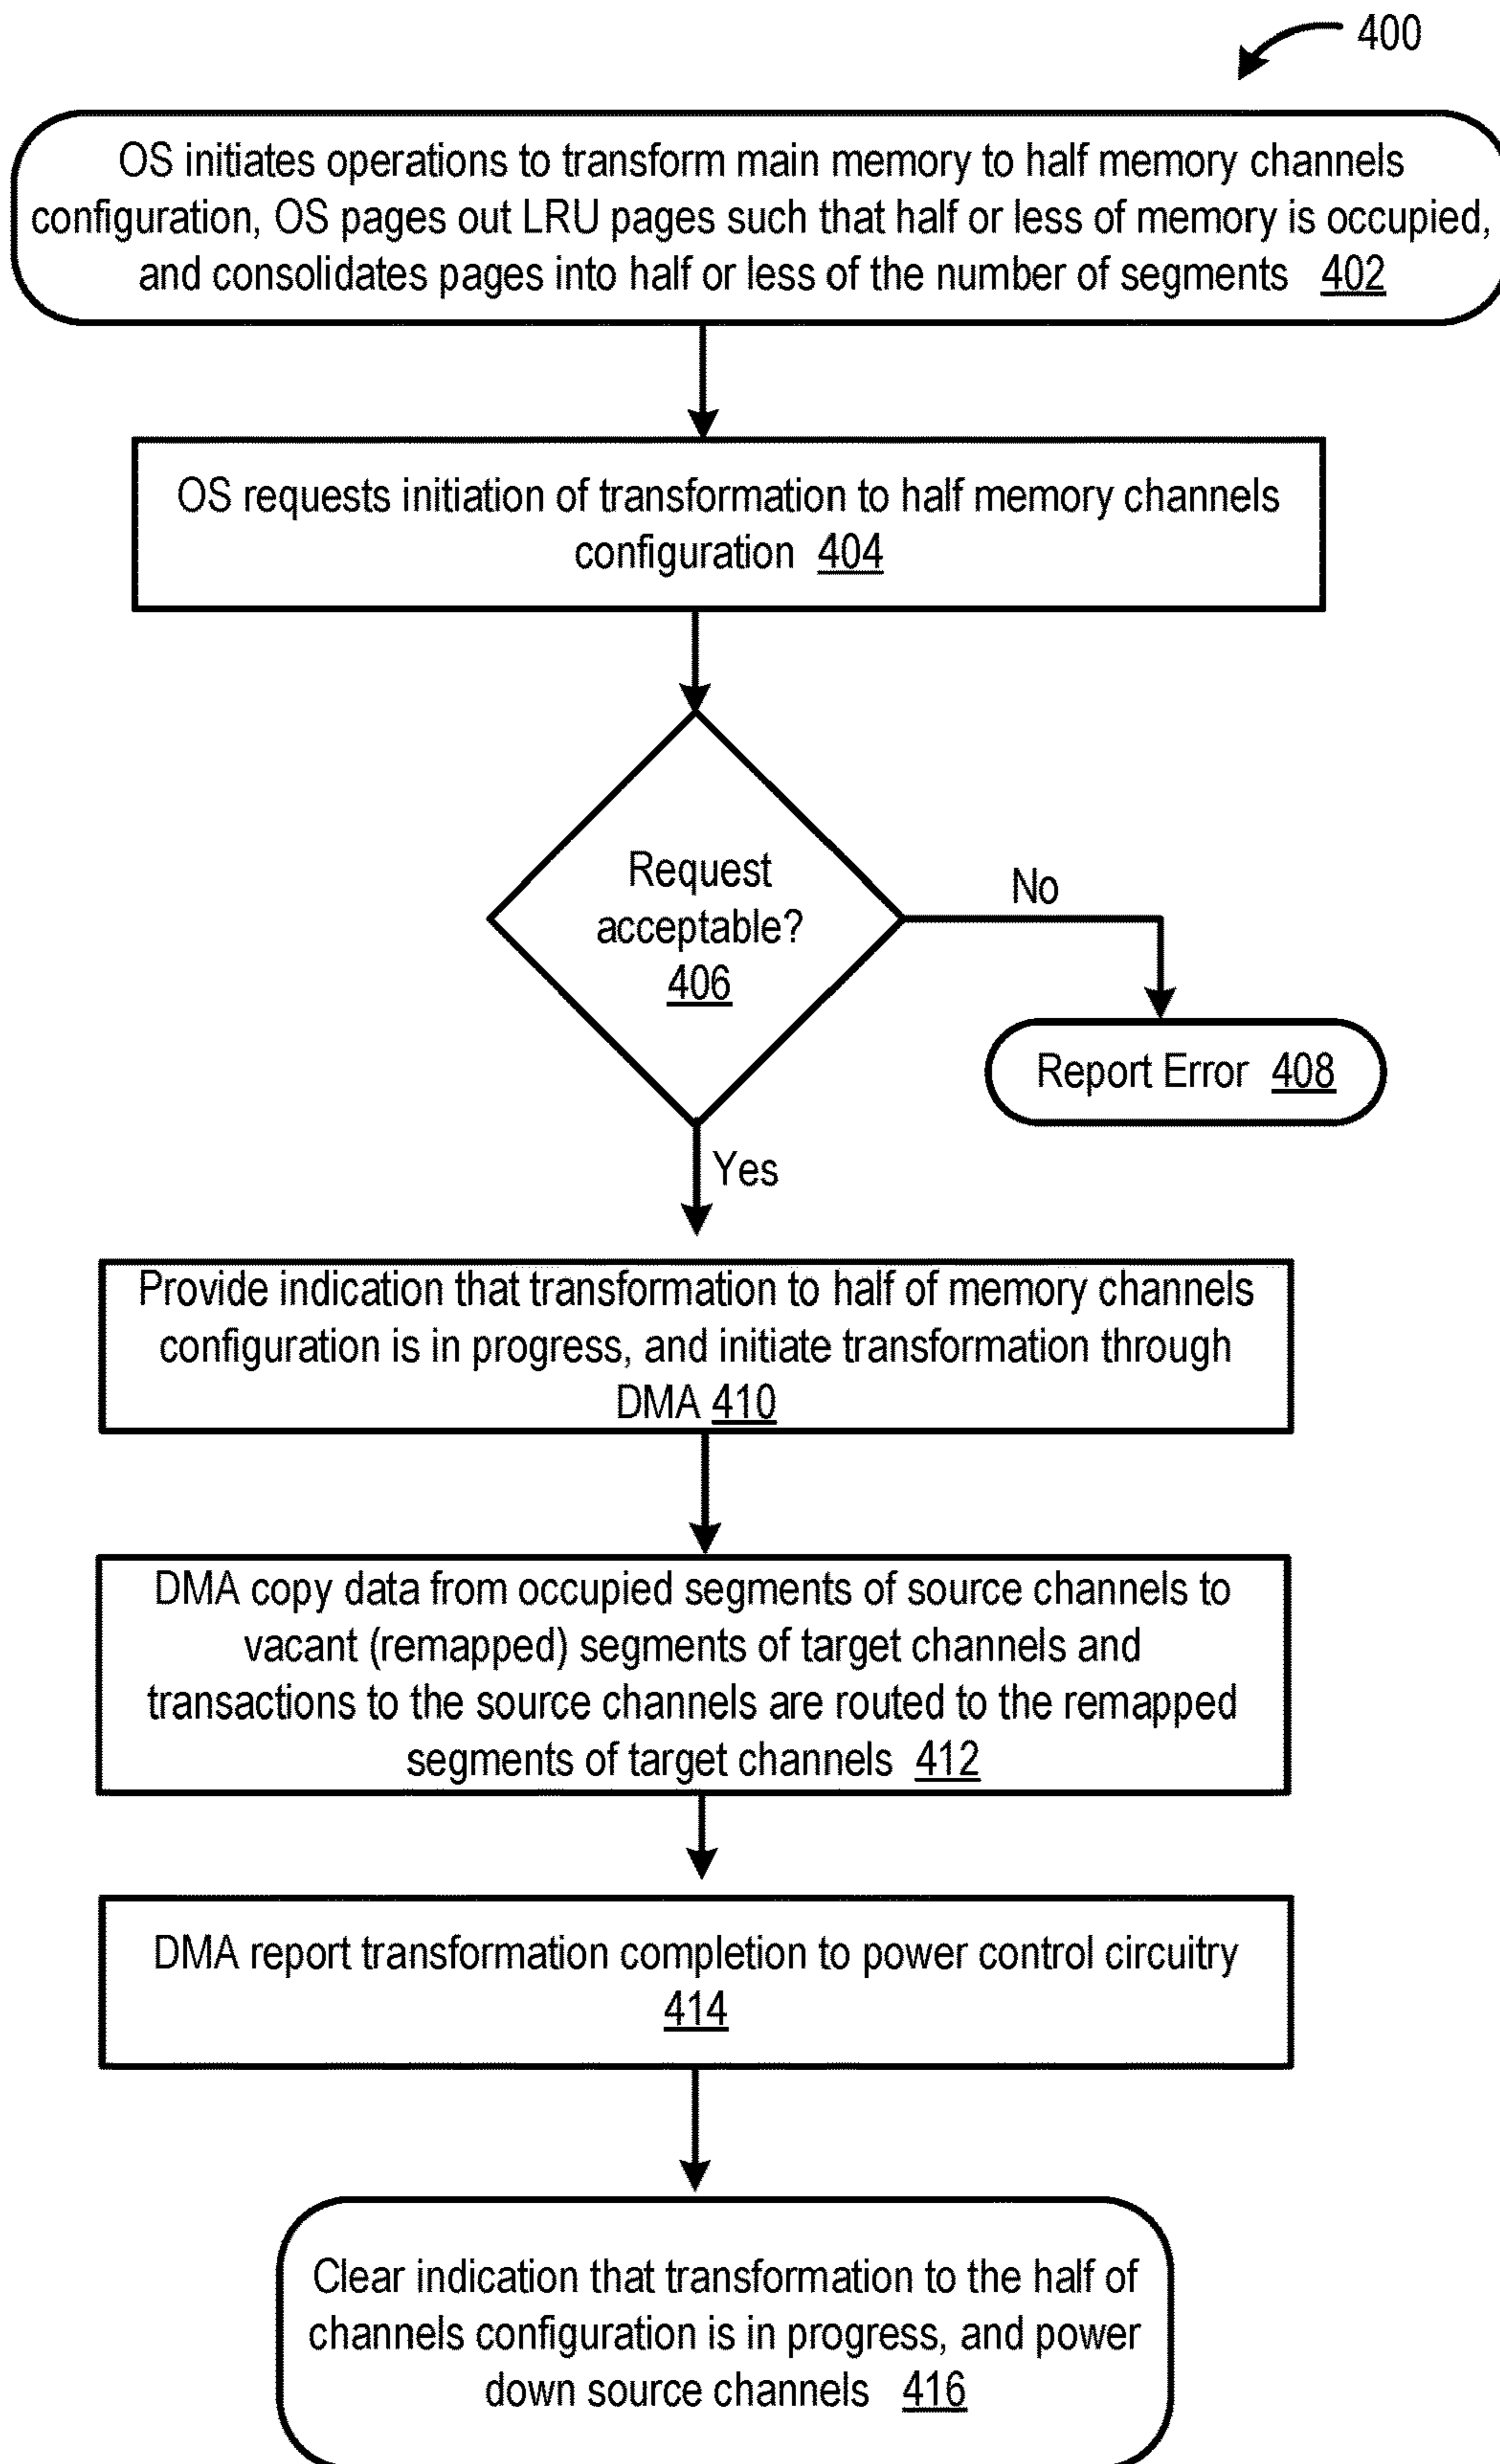 400
OS initiates operations to transform main memory to half memory channels
configuration, OS pages out LRU pages such that half or less of memory is occupied,
and consolidates pages into half or less of the number of segments 402
OS requests initiation of transformation to half memory channels
configuration 404
Request
acceptable?
406
No
Report Error 408
Yes
Provide indication that transformation to half of memory channels
configuration is in progress, and initiate transformation through
DMA 410
DMA copy data from occupied segments of source channels to
vacant (remapped) segments of target channels and
transactions to the source channels are routed to the remapped
segments of target channels 412
DMA report transformation completion to power control circuitry
414
Clear indication that transformation to the half of
channels configuration is in progress, and power
down source channels 416